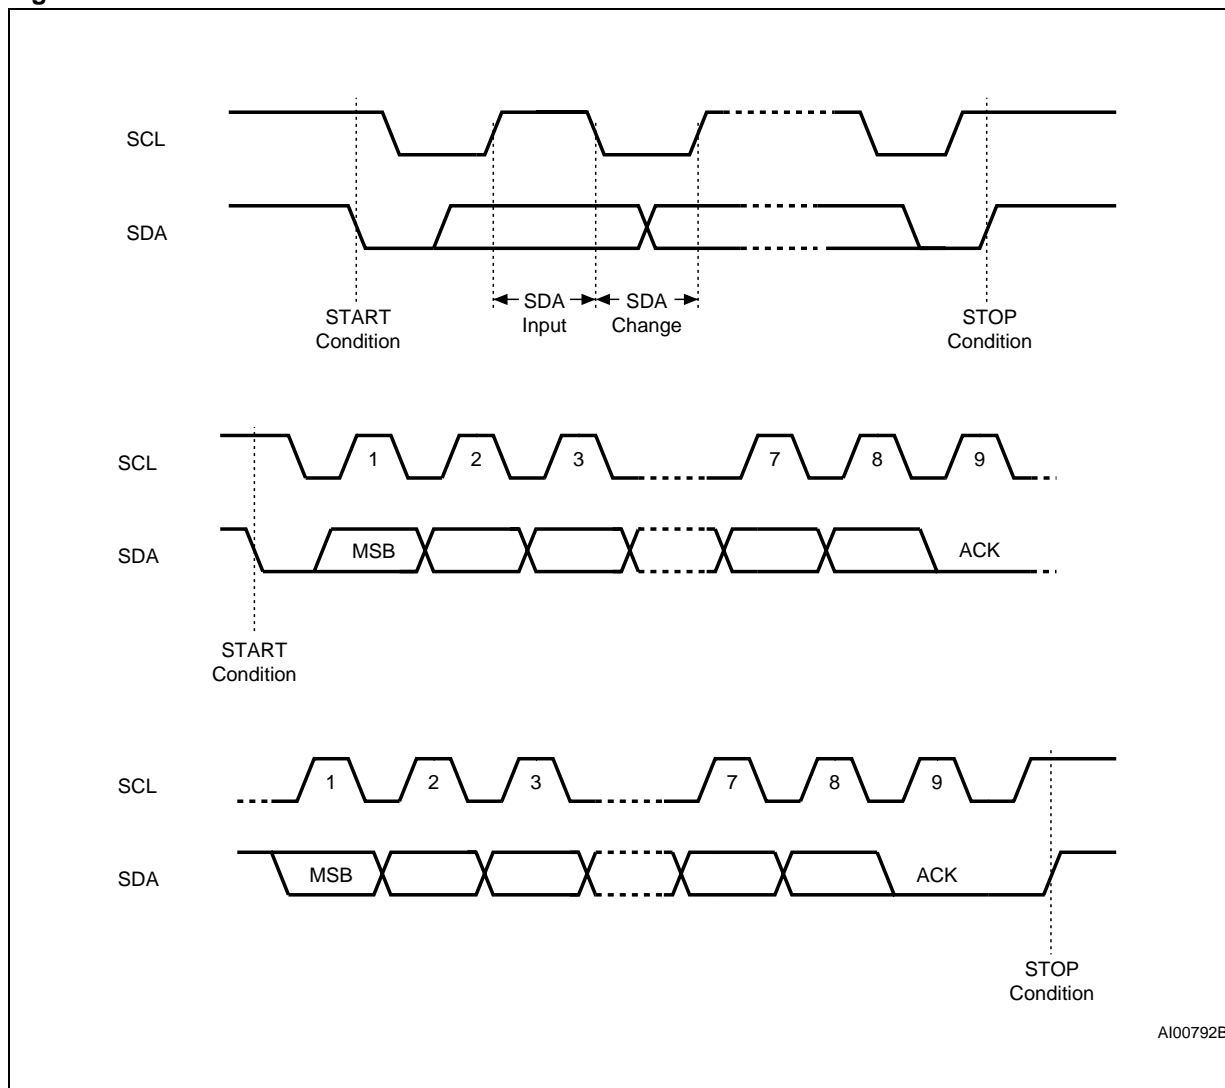 SCL
SDA
SDA Input
SDA Change
START Condition
STOP Condition
SCL
1 2 3 7 8 9
SDA
MSB ACK
START Condition
SCL
1 2 3 7 8 9
SDA
MSB ACK
STOP Condition
AI00792B